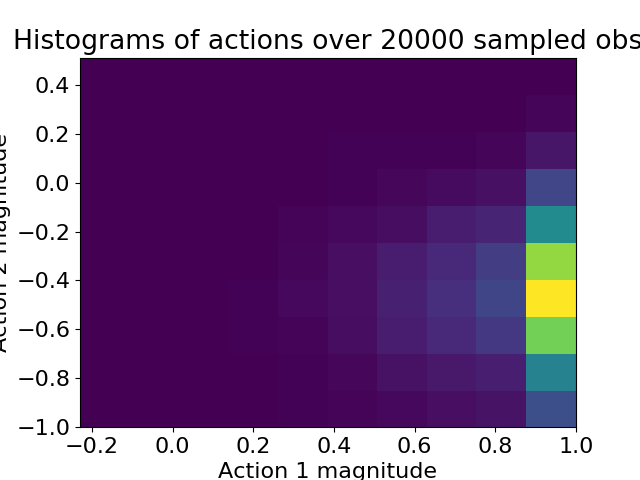 Histograms of actions over 20000 sampled obs
0.4
0.2
0.0
−0.2
−0.4
−0.6
−0.8
−1.0
Action 2 magnitude
−0.2 0.0 0.2 0.4 0.6 0.8 1.0
Action 1 magnitude